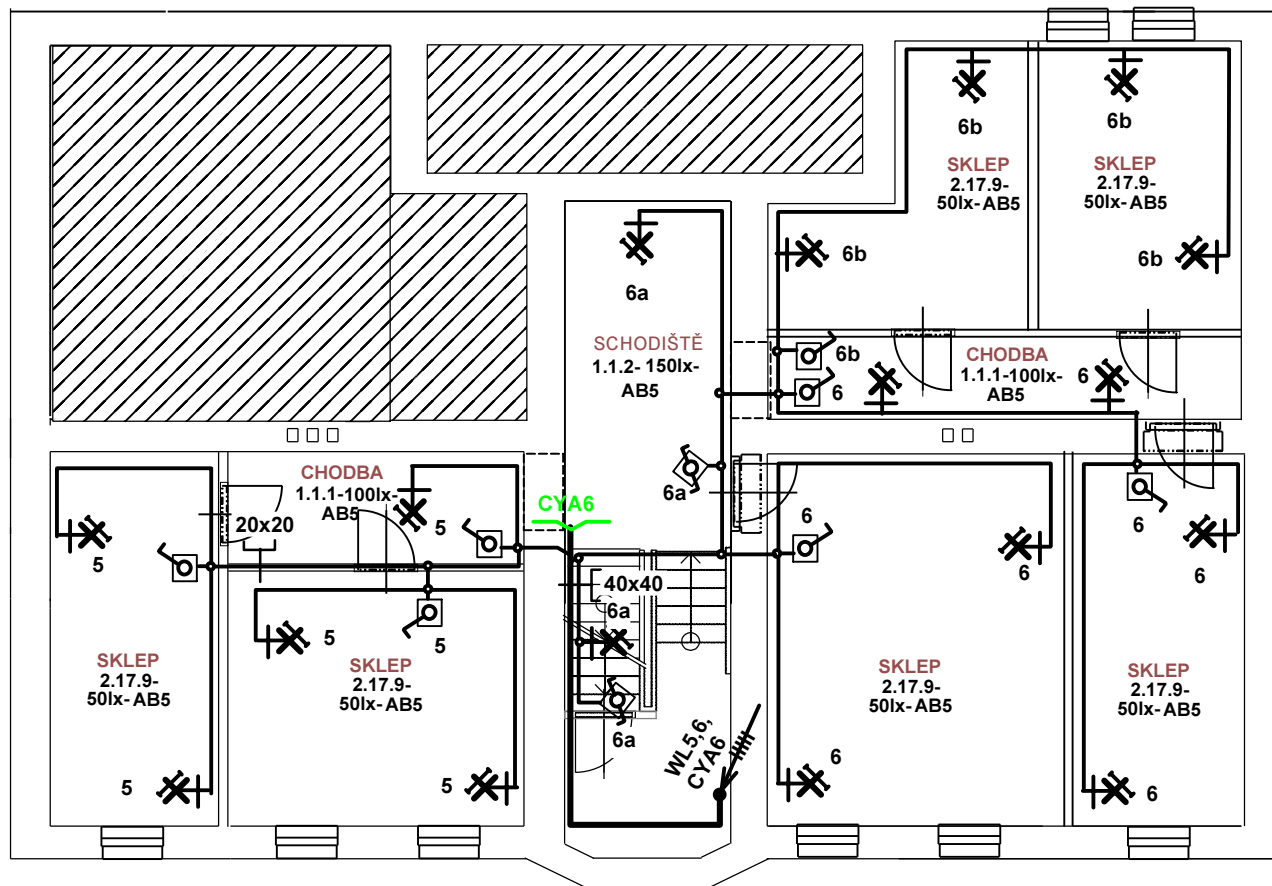 6b
6b
SKLEP
2.17.9-
50lx-AB5
SKLEP
2.17.9-
50lx-AB5
6b
6b
6a
SCHODIŠTĚ
1.1.2- 150lx-
AB5
6b
6
CHODBA
1.1.1-100lx-
AB5
6
CHODBA
1.1.1-100lx-
AB5
6a
CYA6
20x20
5
5
5
6
6
6
6
40x40
6a
5
5
SKLEP
2.17.9-
50lx-AB5
SKLEP
2.17.9-
50lx-AB5
SKLEP
2.17.9-
50lx-AB5
SKLEP
2.17.9-
50lx-AB5
6a
WL5,6,
CYA6
5
5
6
6